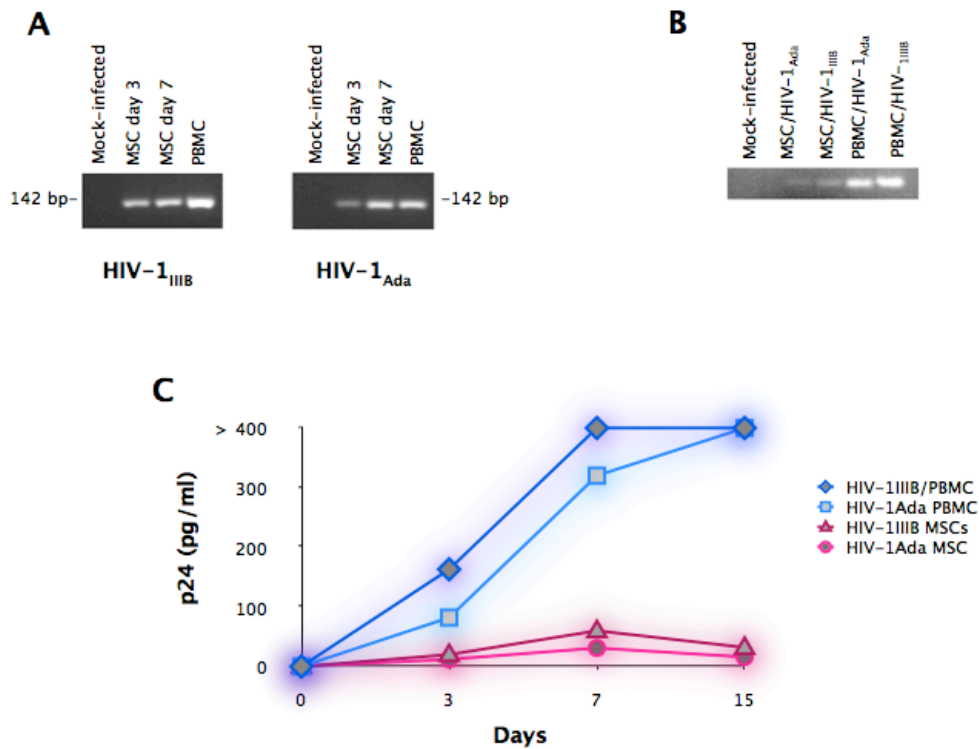 A
Mock-infected
MSC day 3
MSC day 7
PBMC
142 bp-
HIV-1IIIB
Mock-infected
MSC day 3
MSC day 7
PBMC
-142 bp
HIV-1Ada
B
Mock-infected
MSC/HIV-1Ada
MSC/HIV-1IIIB
PBMC/HIV-1Ada
PBMC/HIV-1IIIB
C
p24 (pg/ml)
> 400
300
200
100
0
0
3
7
15
Days
HIV-1IIIB/PBMC
HIV-1Ada PBMC
HIV-1IIIB MSCs
HIV-1Ada MSC